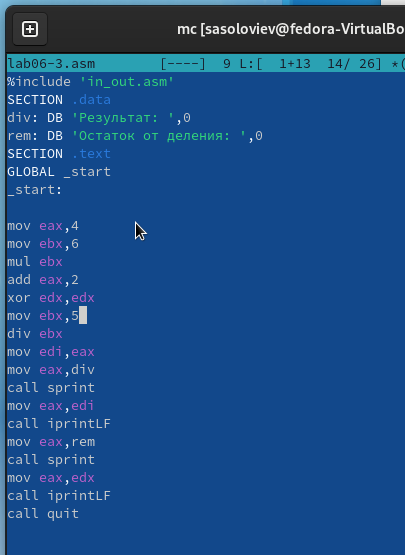 mc [sasoloviev@fedora-VirtualBo
lab06-3.asm [----] 9 L:[ 1+13 14/ 26] *(
%include 'in_out.asm'
SECTION .data
div: DB 'Результат: ',0
rem: DB 'Остаток от деления: ',0
SECTION .text
GLOBAL _start
_start:
mov eax,4
mov ebx,6
mul ebx
add eax,2
xor edx,edx
mov ebx,5
div ebx
mov edi,eax
mov eax,div
call sprint
mov eax,edi
call iprintLF
mov eax,rem
call sprint
mov eax,edx
call iprintLF
call quit